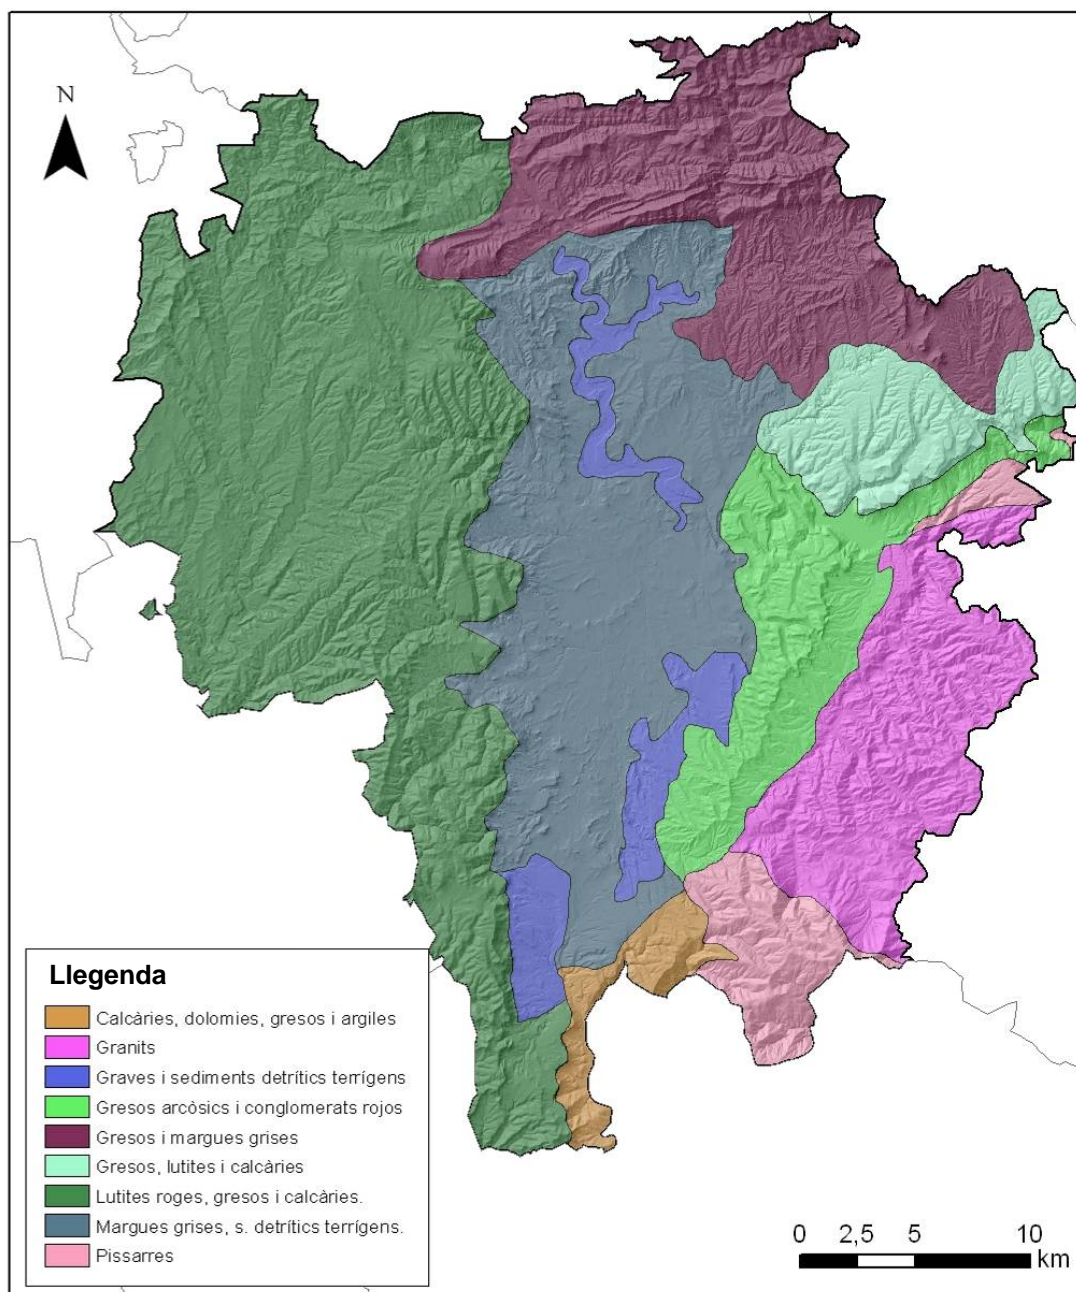 N
Llegenda
Calcàries, dolomies, gresos i argiles
Granits
Graves i sediments detrítics terrígens
Gresos arcòsics i conglomerats rojos
Gresos i margues grises
Gresos, lutites i calcàries
Lutites roges, gresos i calcàries.
Margues grises, s. detrítics terrígens.
Pissarres
0 2,5 5 10
km